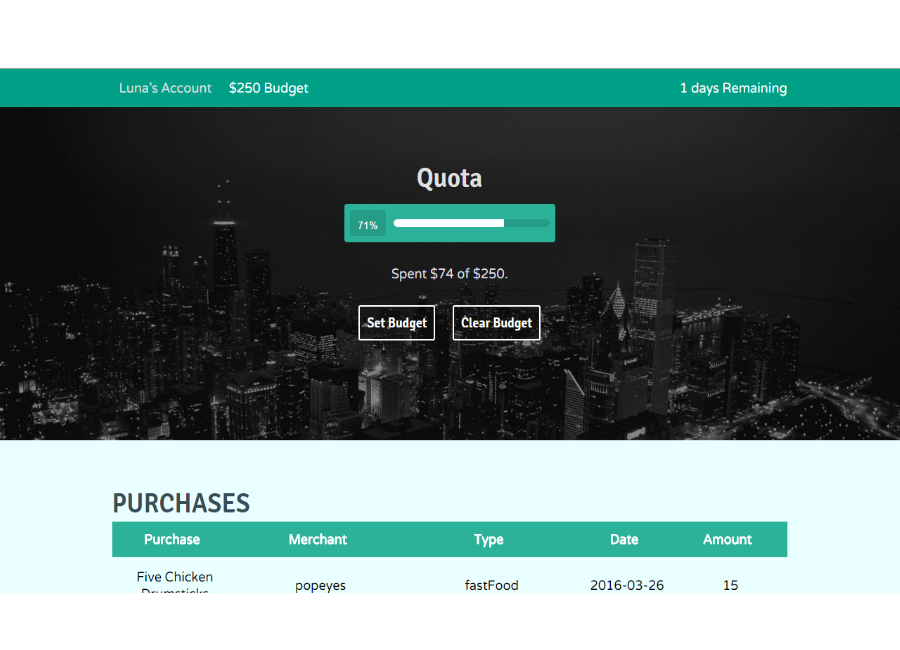 Luna's Account $250 Budget 1 days Remaining
Quota
71%
Spent $74 of $250.
Set Budget Clear Budget
PURCHASES
Purchase Merchant Type Date Amount
Five Chicken
Drumsticks popeyes fastFood 2016-03-26 15